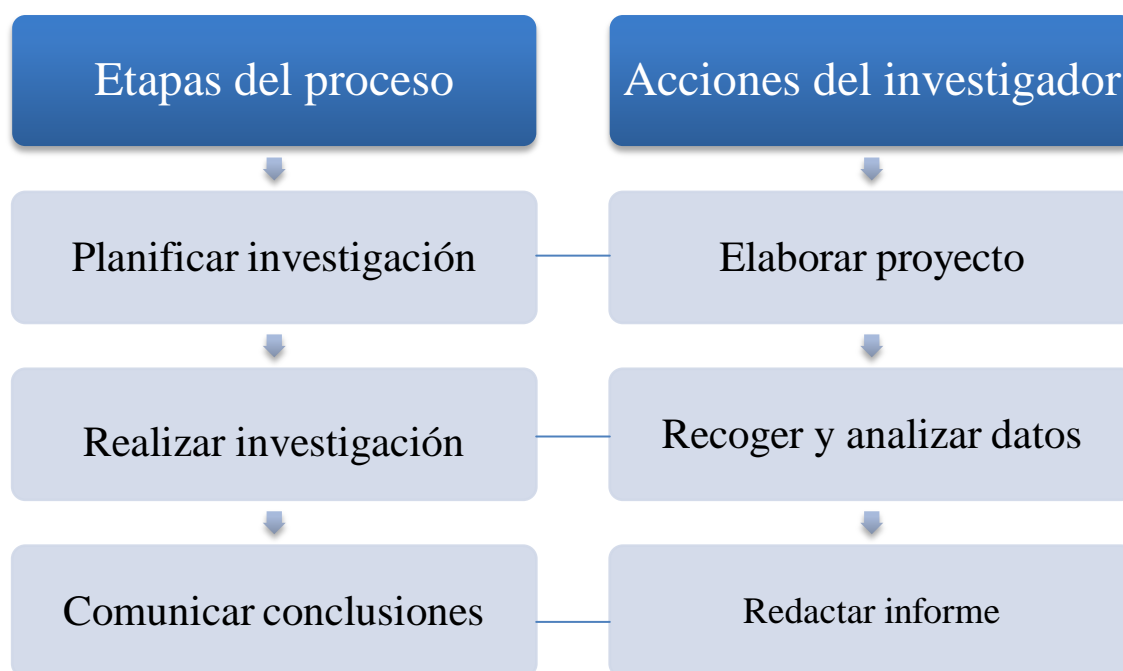 Etapas del proceso
Acciones del investigador
Planificar investigación
Elaborar proyecto
Realizar investigación
Recoger y analizar datos
Comunicar conclusiones
Redactar informe